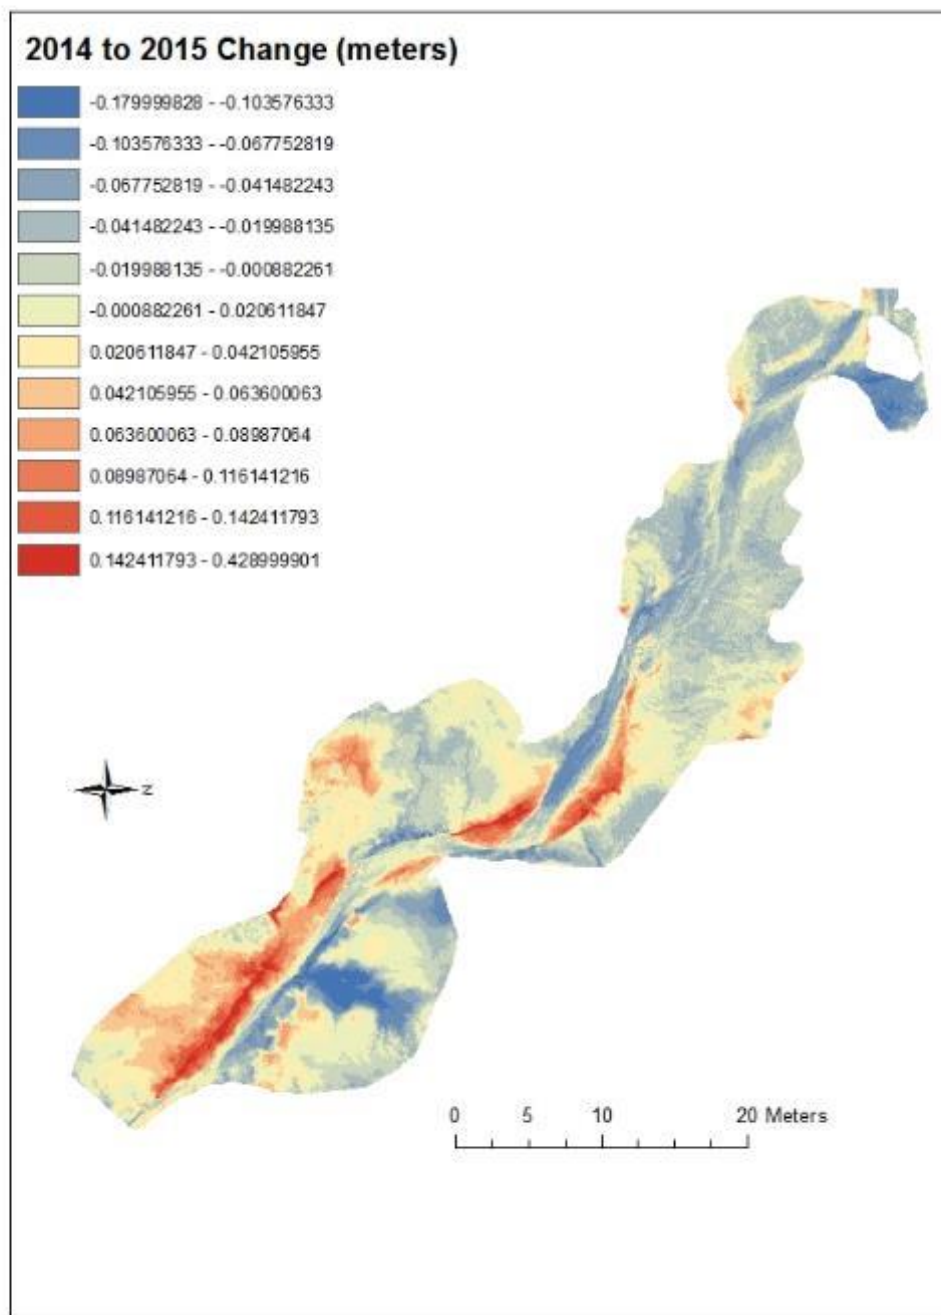 2014 to 2015 Change (meters)
-0.179999828 - -0.103576333
-0.103576333 - -0.067752819
-0.067752819 - -0.041482243
-0.041482243 - -0.019988135
-0.019988135 - -0.000882261
-0.000882261 - 0.020611847
0.020611847 - 0.042105955
0.042105955 - 0.063600063
0.063600063 - 0.08987064
0.08987064 - 0.116141216
0.116141216 - 0.142411793
0.142411793 - 0.428999901
N
0 5 10 20 Meters